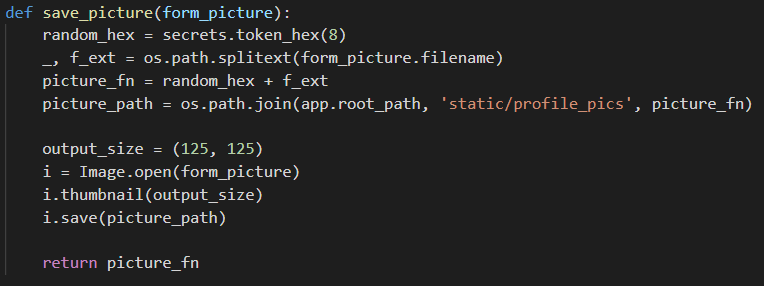 def save_picture(form_picture):
    random_hex = secrets.token_hex(8)
    _, f_ext = os.path.splitext(form_picture.filename)
    picture_fn = random_hex + f_ext
    picture_path = os.path.join(app.root_path, 'static/profile_pics', picture_fn)
    output_size = (125, 125)
    i = Image.open(form_picture)
    i.thumbnail(output_size)
    i.save(picture_path)
    return picture_fn